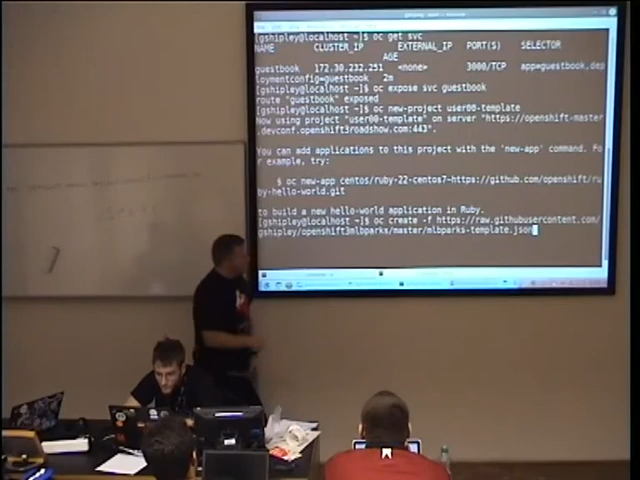 [gshipley@localhost ~]$ oc get svc
NAME CLUSTER_IP EXTERNAL_IP PORT(S) SELECTOR
AGE
guestbook 172.30.232.251 <none> 3000/TCP app=guestbook,dep
loymentconfig=guestbook 2m
[gshipley@localhost ~]$ oc expose svc guestbook
route "guestbook" exposed
[gshipley@localhost ~]$ oc new-project user00-template
Now using project "user00-template" on server "https://openshift-master
.devconf.openshift3roadshow.com:443".
You can add applications to this project with the 'new-app' command. Fo
r example, try:
$ oc new-app centos/ruby-22-centos7~https://github.com/openshift/ru
by-hello-world.git
to build a new hello-world application in Ruby.
[gshipley@localhost ~]$ oc create -f https://raw.githubusercontent.com/
gshipley/openshift3mlbparks/master/mlbparks-template.json